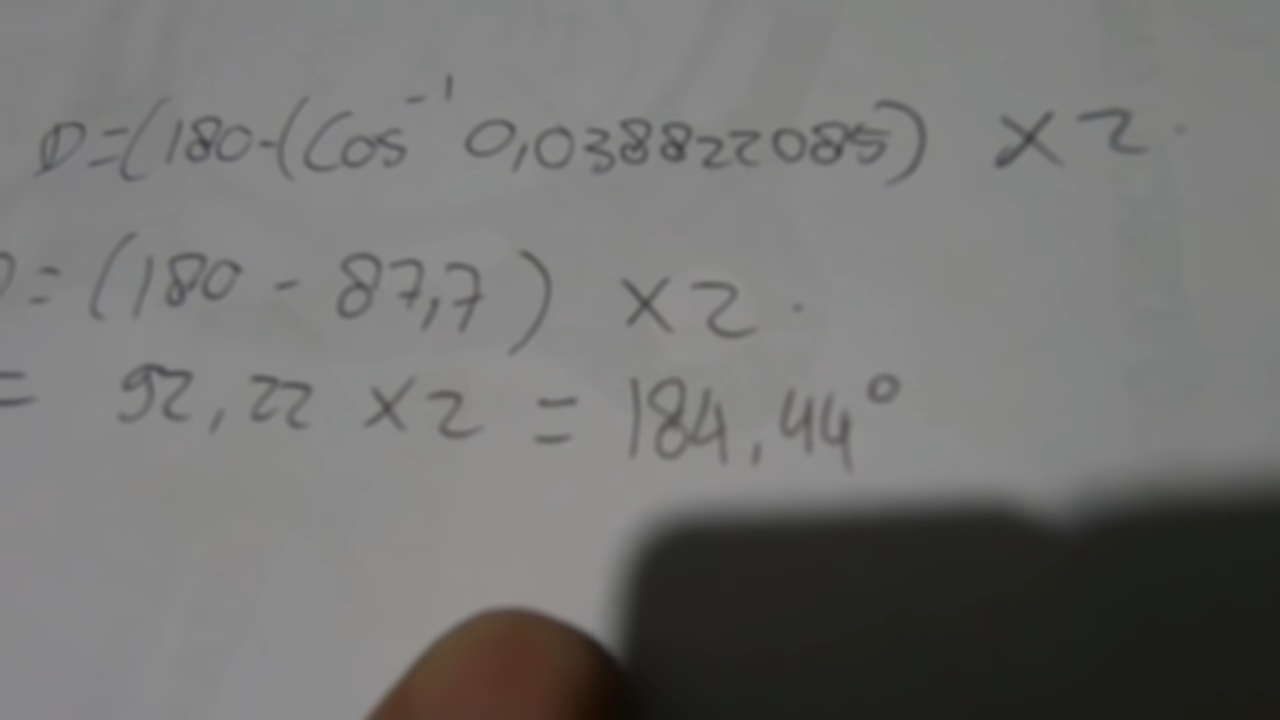 D=(180-(Cos⁻¹ 0,038822085) × 2.
D = (180 - 87,7) × 2.
= 92,22 × 2 = 184,44°